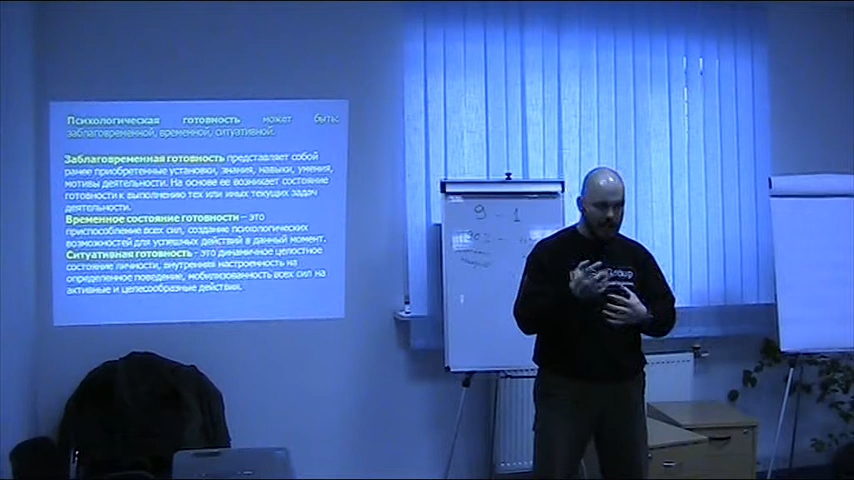 Психологическая готовность может быть:
заблаговременной, временной, ситуативной.
Заблаговременная готовность представляет собой
ранее приобретенные установки, знания, навыки, умения,
мотивы деятельности. На основе ее возникает состояние
готовности к выполнению тех или иных текущих задач
деятельности.
Временное состояние готовности – это
приспособление всех сил, создание психологических
возможностей для успешных действий в данный момент.
Ситуативная готовность - это динамичное целостное
состояние личности, внутренняя настроенность на
определенное поведение, мобилизованность всех сил на
активные и целесообразные действия.
9 - 1
Group